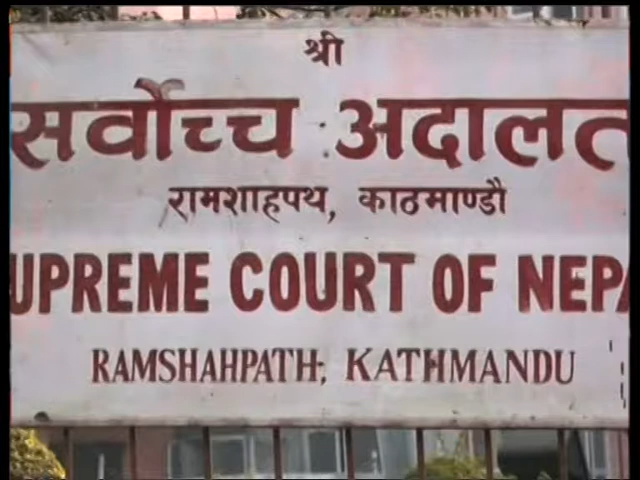 श्री
सर्वोच्च अदालत
रामशाहपथ, काठमाण्डौ
UPREME COURT OF NEPA
RAMSHAHPATH, KATHMANDU